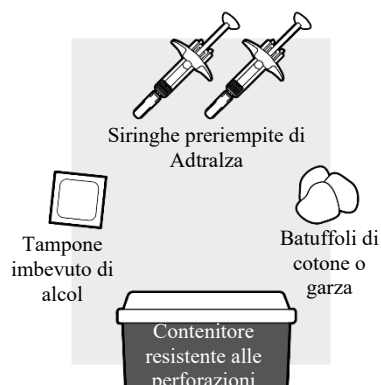 Siringhe preriempite di
Adtralza
Tampone
imbevuto di
alcol
Batuffoli di
cotone o
garza
Contenitore
resistente alle
perforazioni